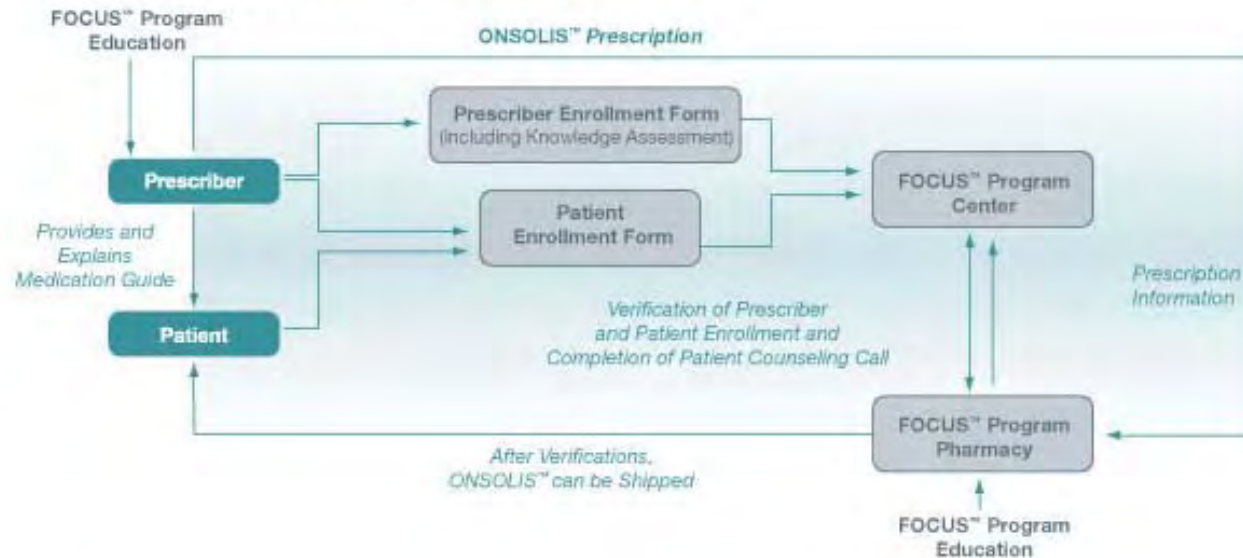 FOCUS™ Program
Education
ONSOLIS™ Prescription
Prescriber Enrollment Form
(including Knowledge Assessment)
Prescriber
FOCUS™ Program
Center
Patient
Enrollment Form
Provides and
Explains
Medication Guide
Prescription
Information
Patient
Verification of Prescriber
and Patient Enrollment and
Completion of Patient Counseling Call
FOCUS™ Program
Pharmacy
After Verifications,
ONSOLIS™ can be Shipped
FOCUS™ Program
Education